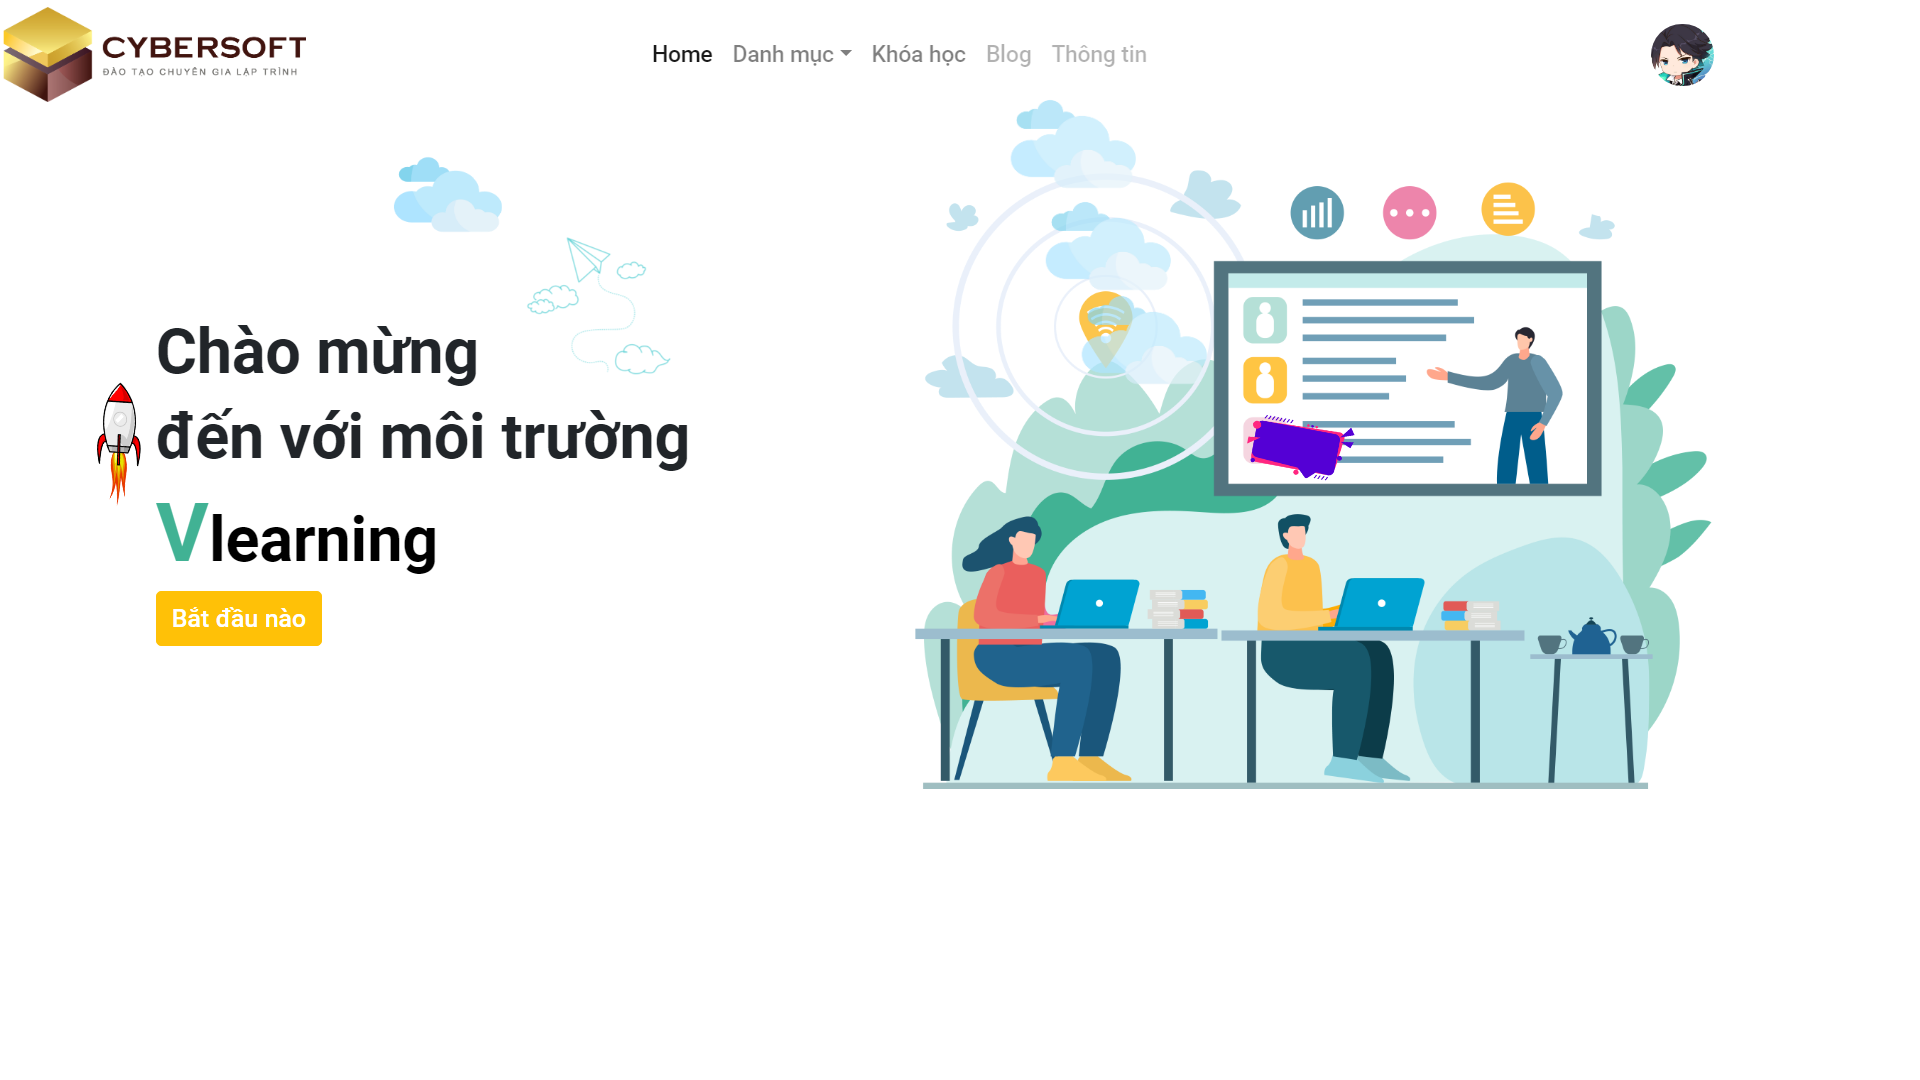 CYBERSOFT
ĐÀO TẠO CHUYÊN GIA LẬP TRÌNH
Home Danh mục Khóa học Blog Thông tin
Chào mừng
đến với môi trường
Vlearning
Bắt đầu nào